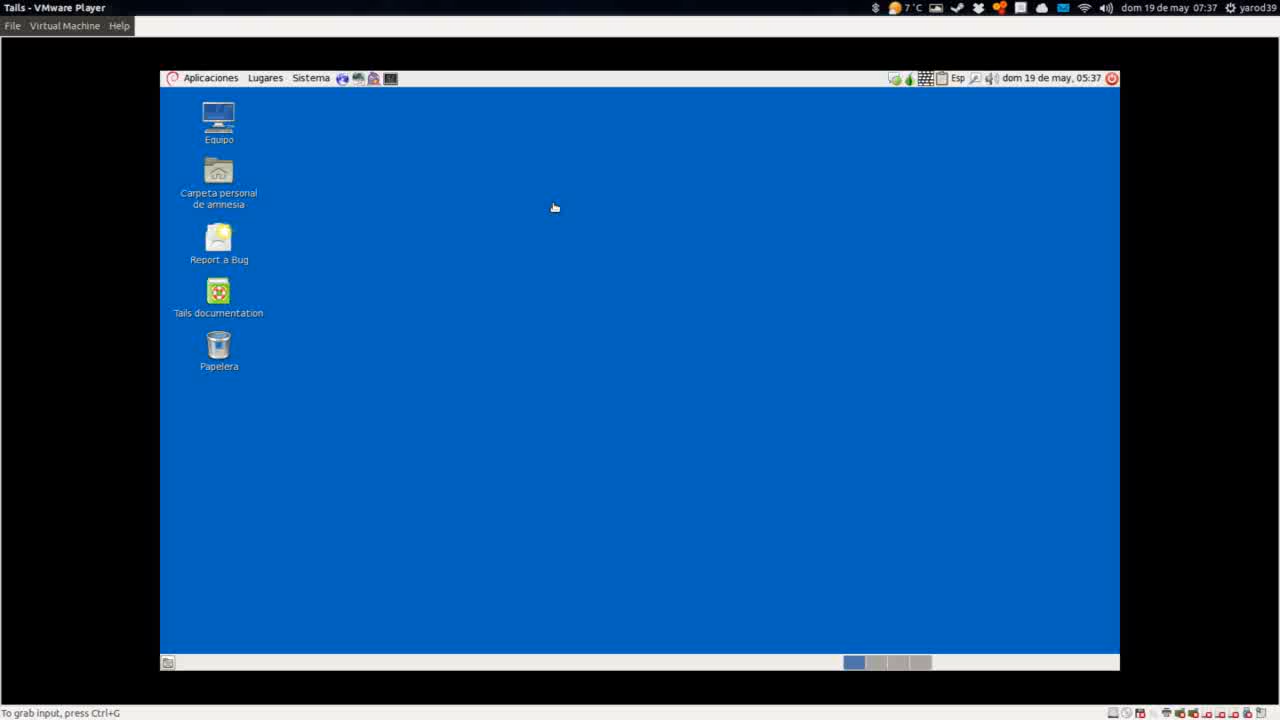 Tails - VMware Player
7 °C
dom 19 de may 07:37
yarod39
File Virtual Machine Help
Aplicaciones Lugares Sistema
Esp
dom 19 de may, 05:37
Equipo
Carpeta personal
de amnesia
Report a Bug
Tails documentation
Papelera
To grab input, press Ctrl+G